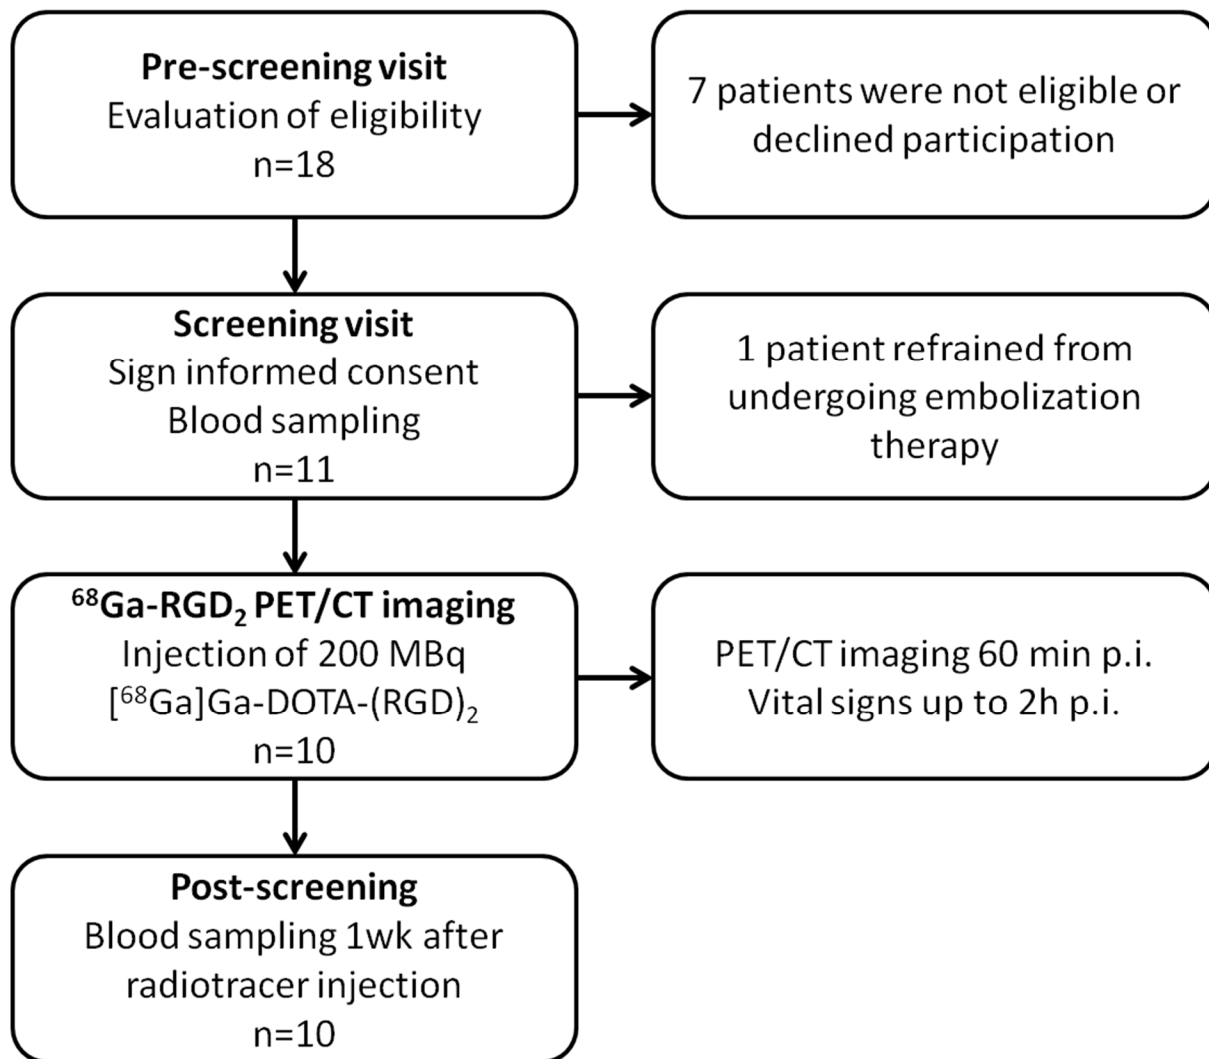 Pre-screening visit
Evaluation of eligibility
n=18
7 patients were not eligible or
declined participation
Screening visit
Sign informed consent
Blood sampling
n=11
1 patient refrained from
undergoing embolization
therapy
⁶⁸Ga-RGD₂ PET/CT imaging
Injection of 200 MBq
[⁶⁸Ga]Ga-DOTA-(RGD)₂
n=10
PET/CT imaging 60 min p.i.
Vital signs up to 2h p.i.
Post-screening
Blood sampling 1wk after
radiotracer injection
n=10